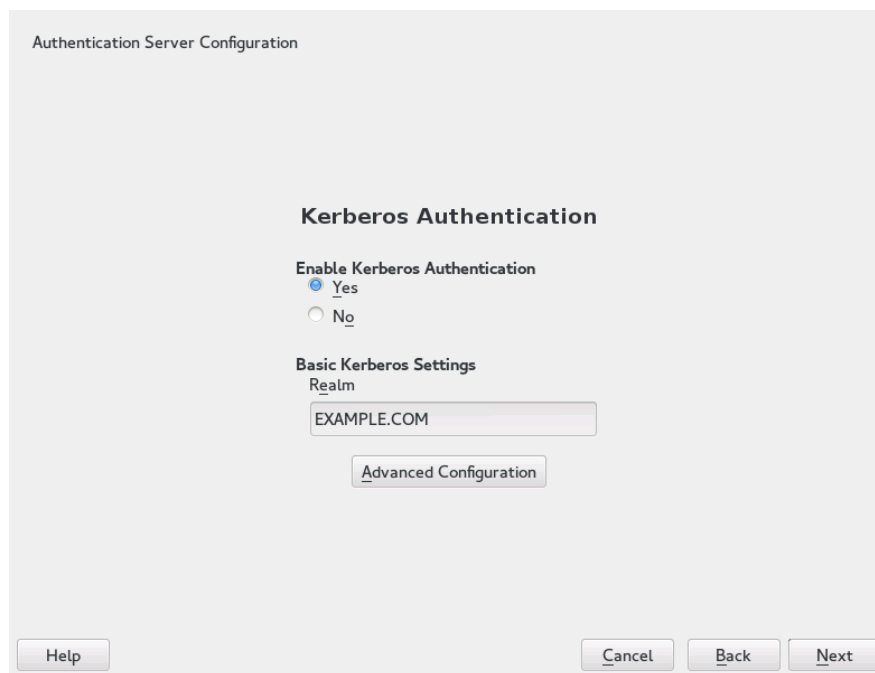 Authentication Server Configuration
Kerberos Authentication
Enable Kerberos Authentication
Yes
No
Basic Kerberos Settings
Realm
EXAMPLE.COM
Advanced Configuration
Help Cancel Back Next